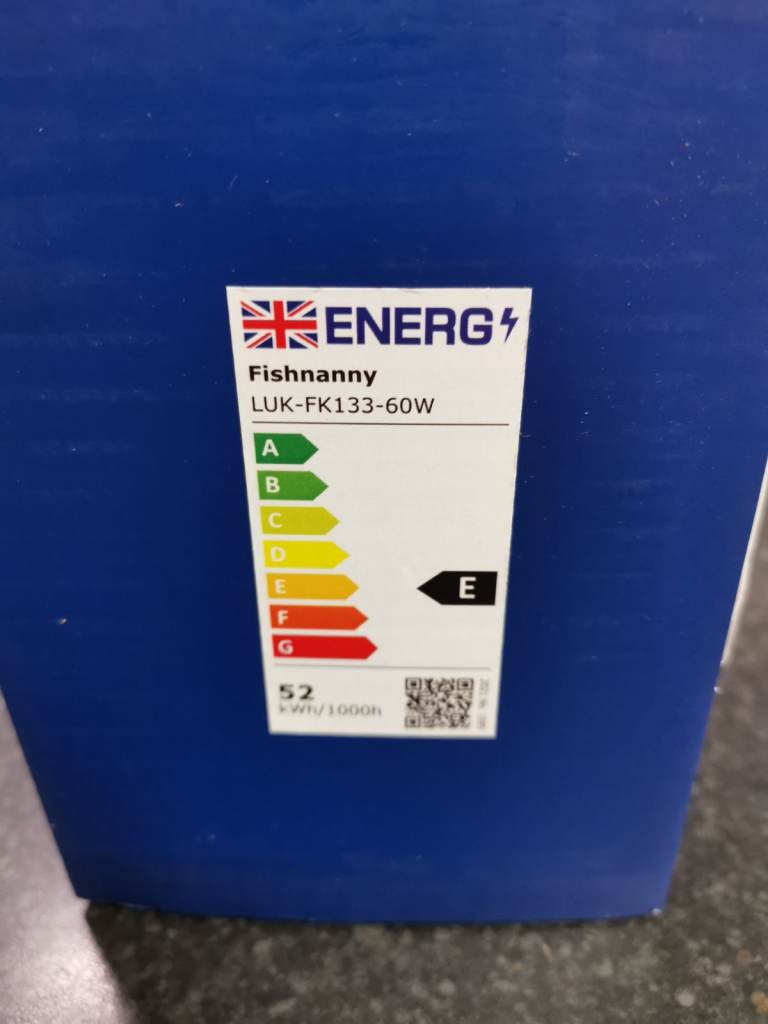 ENERG
Fishnanny
LUK-FK133-60W
A
B
C
D
E
E
F
G
52
kWh/1000h